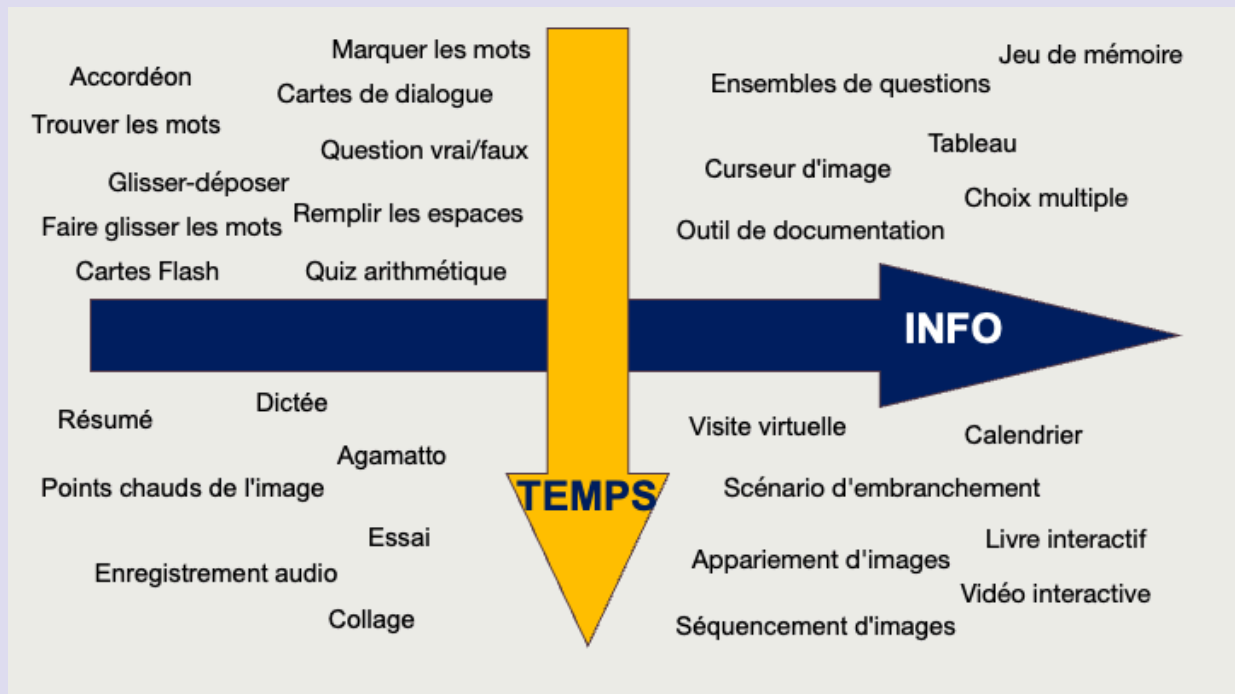 Marquer les mots
Accordéon
Cartes de dialogue
Trouver les mots
Question vrai/faux
Glisser-déposer
Remplir les espaces
Faire glisser les mots
Cartes Flash
Quiz arithmétique
Jeu de mémoire
Ensembles de questions
Tableau
Curseur d'image
Choix multiple
Outil de documentation
INFO
Dictée
Résumé
Agamatto
Points chauds de l'image
Essai
Enregistrement audio
Collage
TEMPS
Visite virtuelle
Calendrier
Scénario d'embranchement
Livre interactif
Appariement d'images
Vidéo interactive
Séquencement d'images